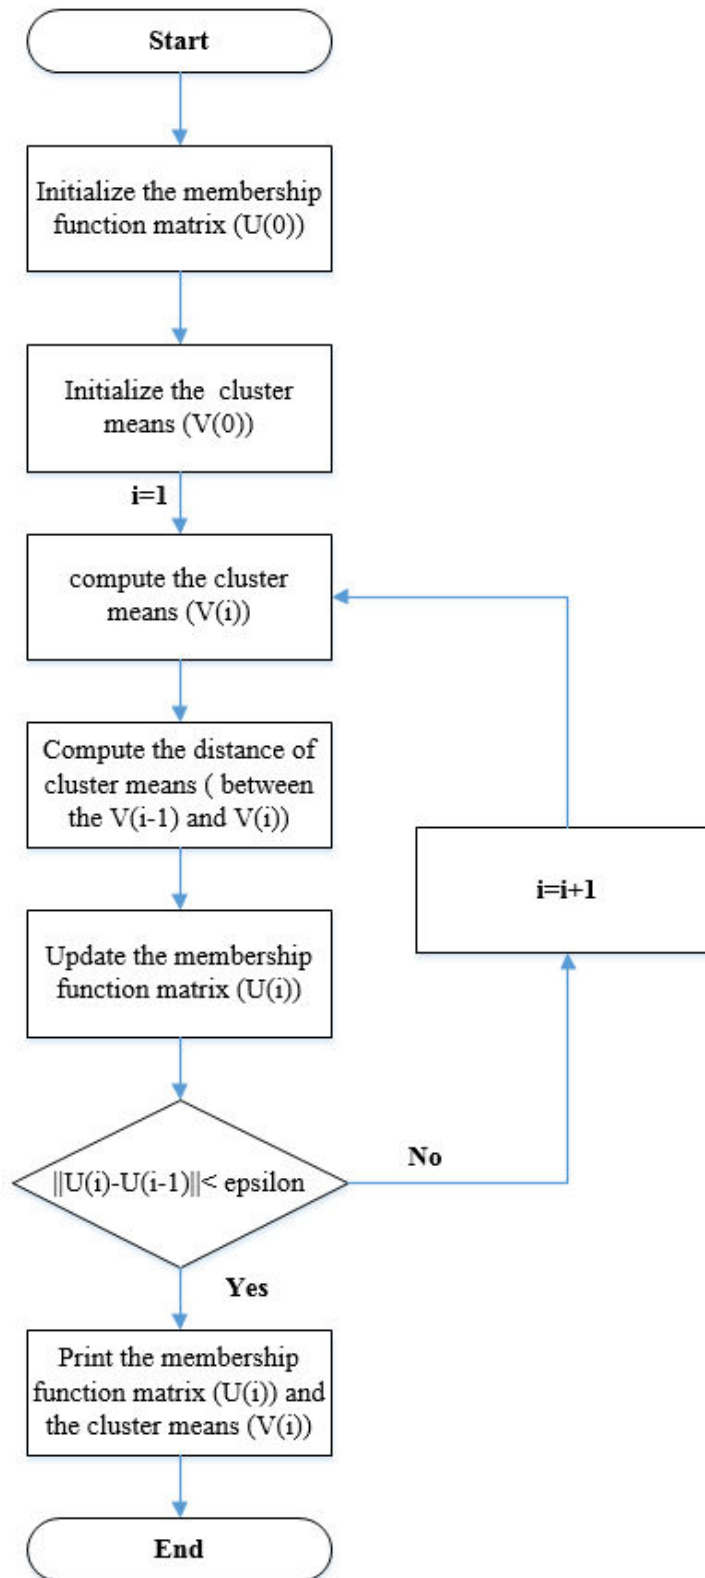 Start
Initialize the membership
function matrix (U(0))
Initialize the  cluster
means (V(0))
i=1
compute the cluster
means (V(i))
Compute the distance of
cluster means ( between
the V(i-1) and V(i))
i=i+1
Update the membership
function matrix (U(i))
||U(i)-U(i-1)||< epsilon
No
Yes
Print the membership
function matrix (U(i)) and
the cluster means (V(i))
End